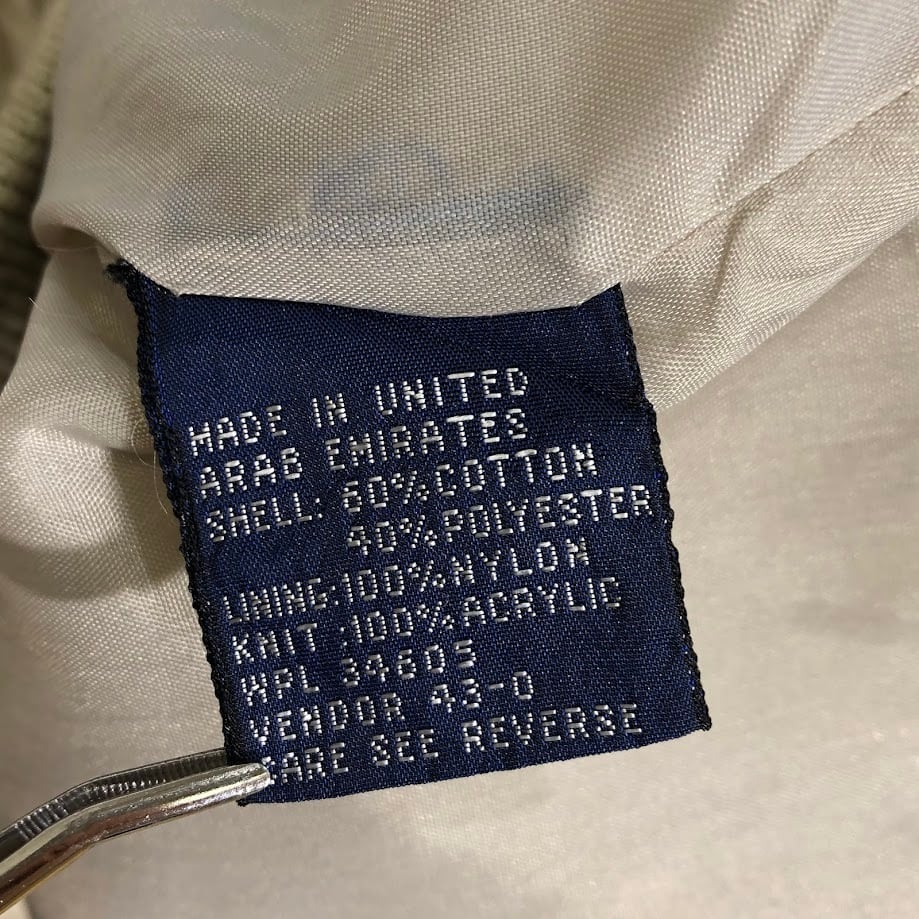 MADE IN UNITED
ARAB EMIRATES
SHELL: 60%COTTON
40%POLYESTER
LINING:100%NYLON
KNIT :100%ACRYLIC
WPL 34605
VENDOR 43-0
CARE SEE REVERSE